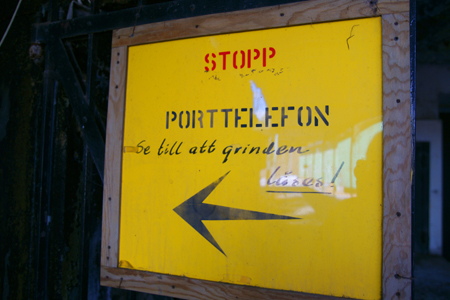 STOPP
PORTTELEFON
Se till att grinden
låses!